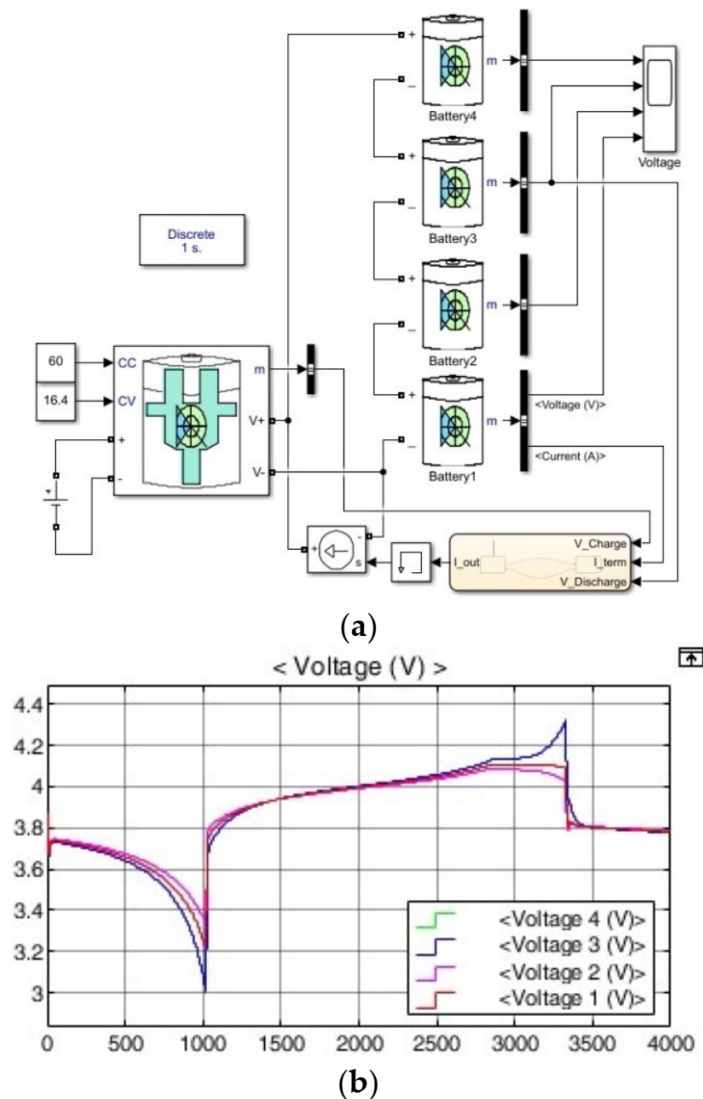 +
m
_
Battery4
Voltage
+
m
_
Battery3
Discrete
1 s.
+
m
_
Battery2
60
CC
m
16.4
CV
V+
+
-
V-
+
m
_
Battery1
<Voltage (V)>
<Current (A)>
+
+
-
s
I_out
V_Charge
I_term
V_Discharge
(a)
< Voltage (V) >
4.4
4.2
4
3.8
3.6
3.4
3.2
3
<Voltage 4 (V)>
<Voltage 3 (V)>
<Voltage 2 (V)>
<Voltage 1 (V)>
0 500 1000 1500 2000 2500 3000 3500 4000
(b)